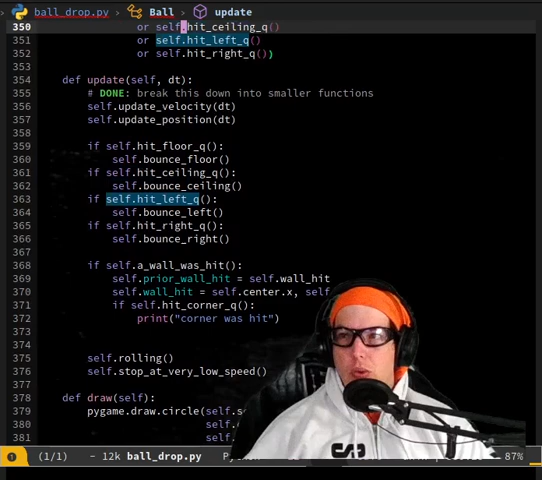 ball_drop.py > Ball > update
350 or self.hit_ceiling_q()
351 or self.hit_left_q()
352 or self.hit_right_q())
353
354 def update(self, dt):
355 # DONE: break this down into smaller functions
356 self.update_velocity(dt)
357 self.update_position(dt)
358
359 if self.hit_floor_q():
360 self.bounce_floor()
361 if self.hit_ceiling_q():
362 self.bounce_ceiling()
363 if self.hit_left_q():
364 self.bounce_left()
365 if self.hit_right_q():
366 self.bounce_right()
367
368 if self.a_wall_was_hit():
369 self.prior_wall_hit = self.wall_hit
370 self.wall_hit = self.center.x, self
371 if self.hit_corner_q():
372 print("corner was hit")
373
374
375 self.rolling()
376 self.stop_at_very_low_speed()
377
378 def draw(self):
379 pygame.draw.circle(self.s
380 self.
381 self.
1 (1/1) - 12k ball_drop.py 87%